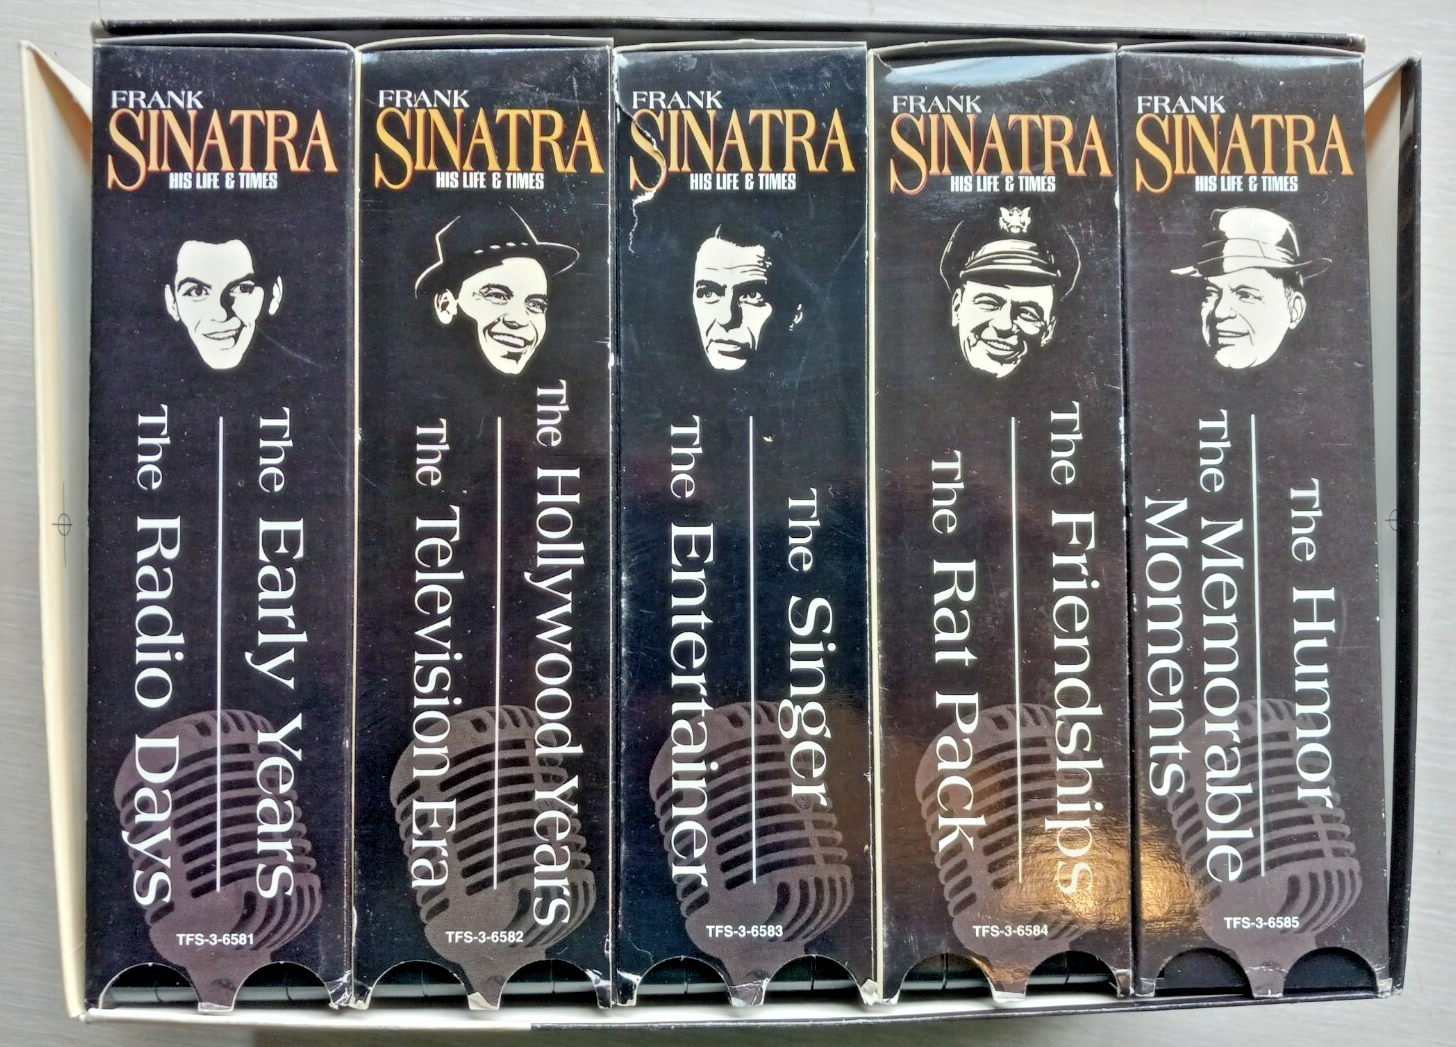 FRANK
SINATRA
HIS LIFE & TIMES
The Early Years
The Radio Days
TFS-3-6581
FRANK
SINATRA
HIS LIFE & TIMES
The Hollywood Years
The Television Era
TFS-3-6582
FRANK
SINATRA
HIS LIFE & TIMES
The Singer
The Entertainer
TFS-3-6583
FRANK
SINATRA
HIS LIFE & TIMES
The Friendships
The Rat Pack
TFS-3-6584
FRANK
SINATRA
HIS LIFE & TIMES
The Humor
The Memorable
Moments
TFS-3-6585